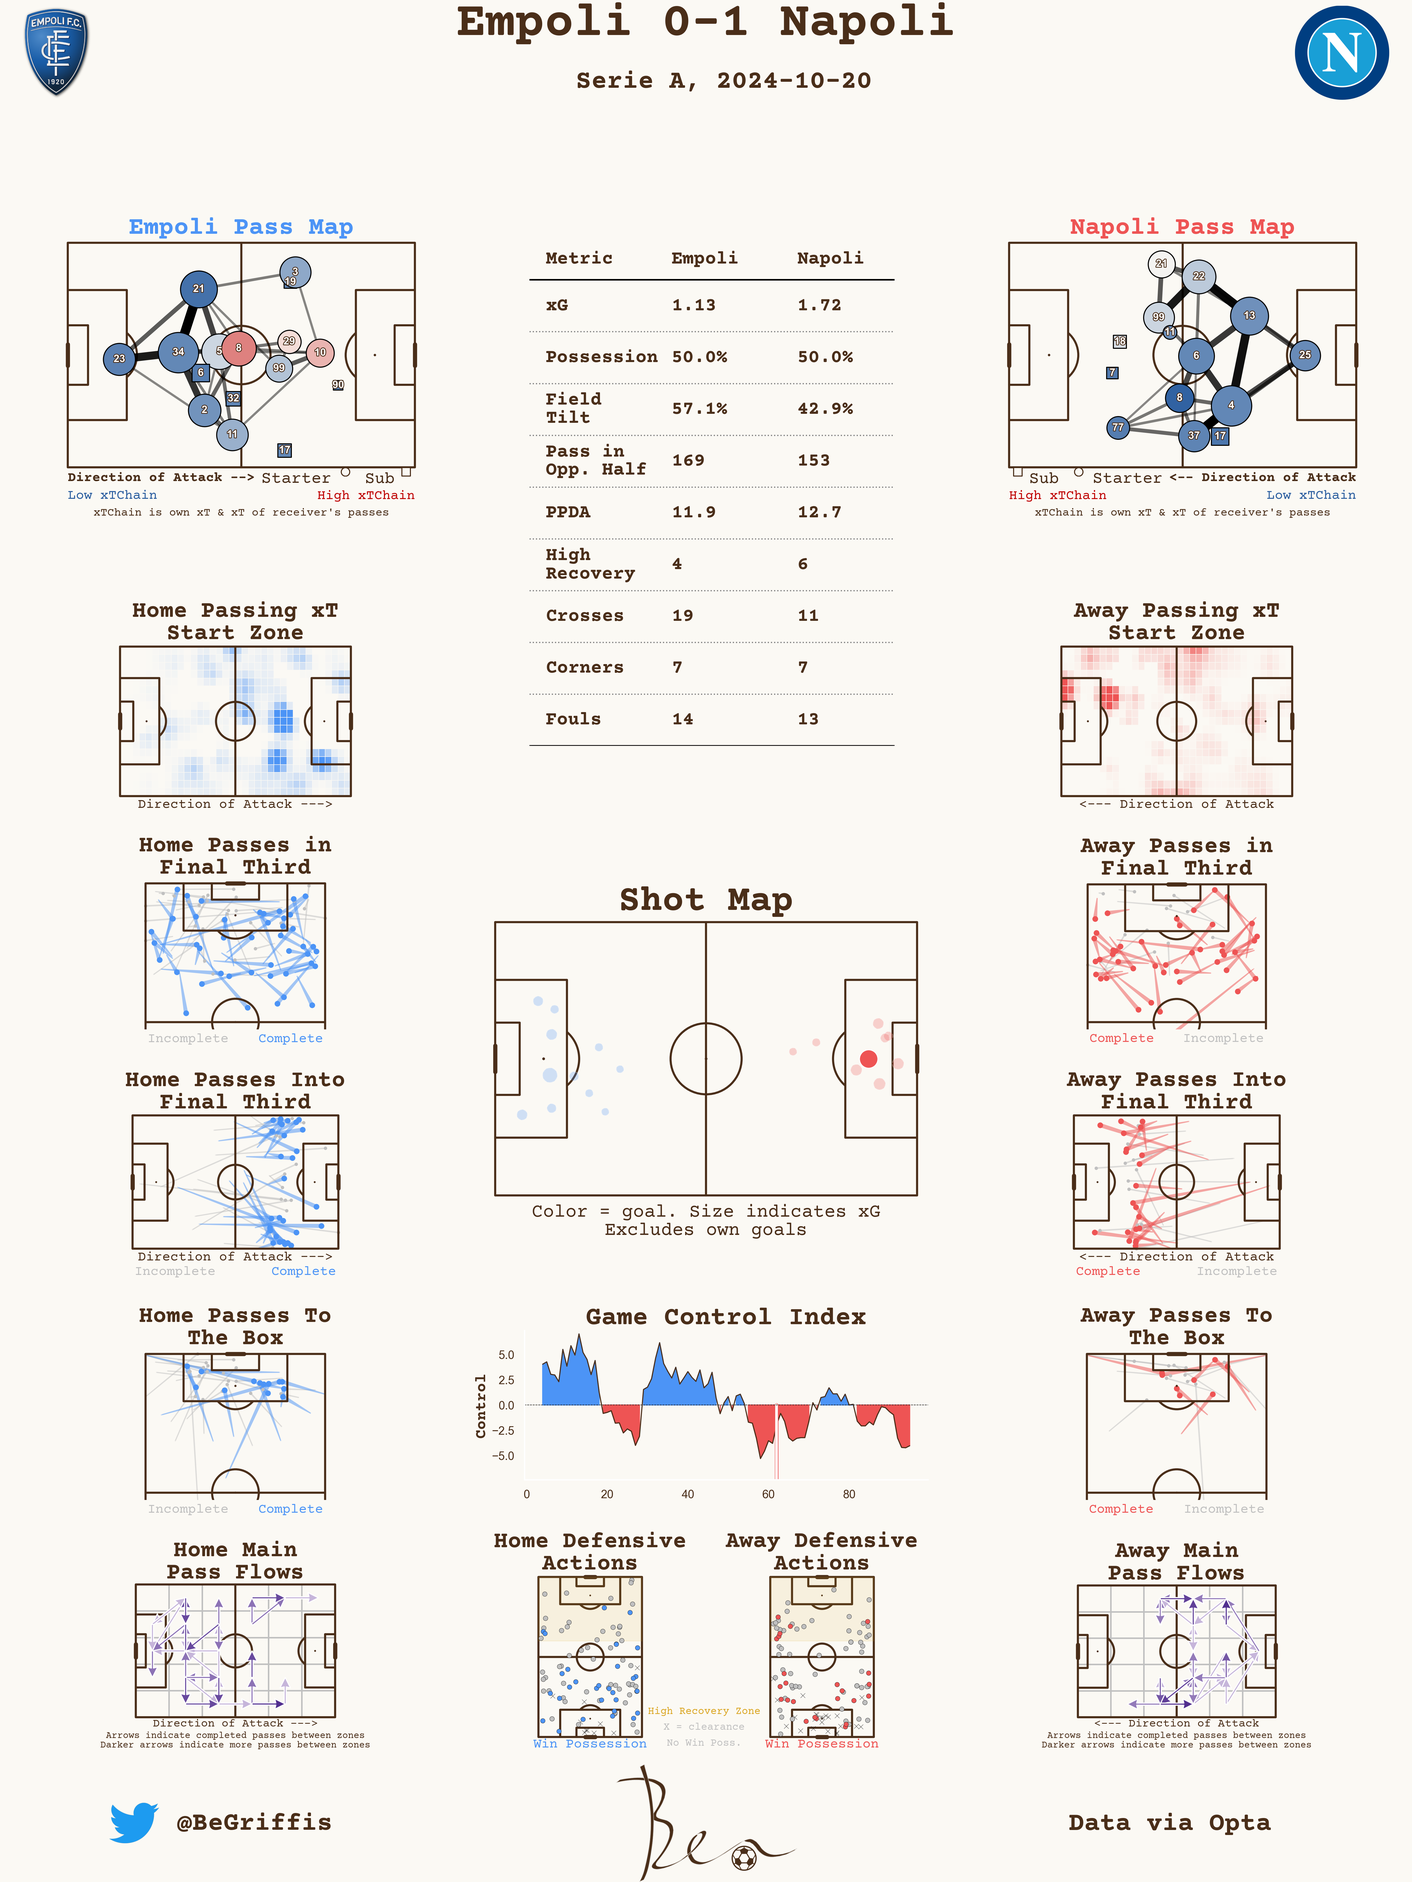 Empoli 0-1 Napoli
Serie A, 2024-10-20
EMPOLI F.C.
1920
N
Empoli Pass Map
21
3
19
23
34
5
8
29
10
99
6
90
32
2
11
17
Direction of Attack --> Starter Sub
Low xTChain High xTChain
xTChain is own xT & xT of receiver's passes
Metric Empoli Napoli
xG 1.13 1.72
Possession 50.0% 50.0%
Field
Tilt 57.1% 42.9%
Pass in
Opp. Half 169 153
PPDA 11.9 12.7
High
Recovery 4 6
Crosses 19 11
Corners 7 7
Fouls 14 13
Napoli Pass Map
21
22
99
11
13
18
6
25
7
8
4
77
37
17
Sub Starter <-- Direction of Attack
High xTChain Low xTChain
xTChain is own xT & xT of receiver's passes
Home Passing xT
Start Zone
Direction of Attack --->
Away Passing xT
Start Zone
<--- Direction of Attack
Home Passes in
Final Third
Incomplete Complete
Shot Map
Color = goal. Size indicates xG
Excludes own goals
Away Passes in
Final Third
Complete Incomplete
Home Passes Into
Final Third
Direction of Attack --->
Incomplete Complete
Away Passes Into
Final Third
<--- Direction of Attack
Complete Incomplete
Home Passes To
The Box
Incomplete Complete
Game Control Index
Control
5.0
2.5
0.0
−2.5
−5.0
0 20 40 60 80
Away Passes To
The Box
Complete Incomplete
Home Main
Pass Flows
Direction of Attack --->
Arrows indicate completed passes between zones
Darker arrows indicate more passes between zones
Home Defensive
Actions
Win Possession
Away Defensive
Actions
Win Possession
High Recovery Zone
X = clearance
No Win Poss.
Away Main
Pass Flows
<--- Direction of Attack
Arrows indicate completed passes between zones
Darker arrows indicate more passes between zones
@BeGriffis
Ben
Data via Opta